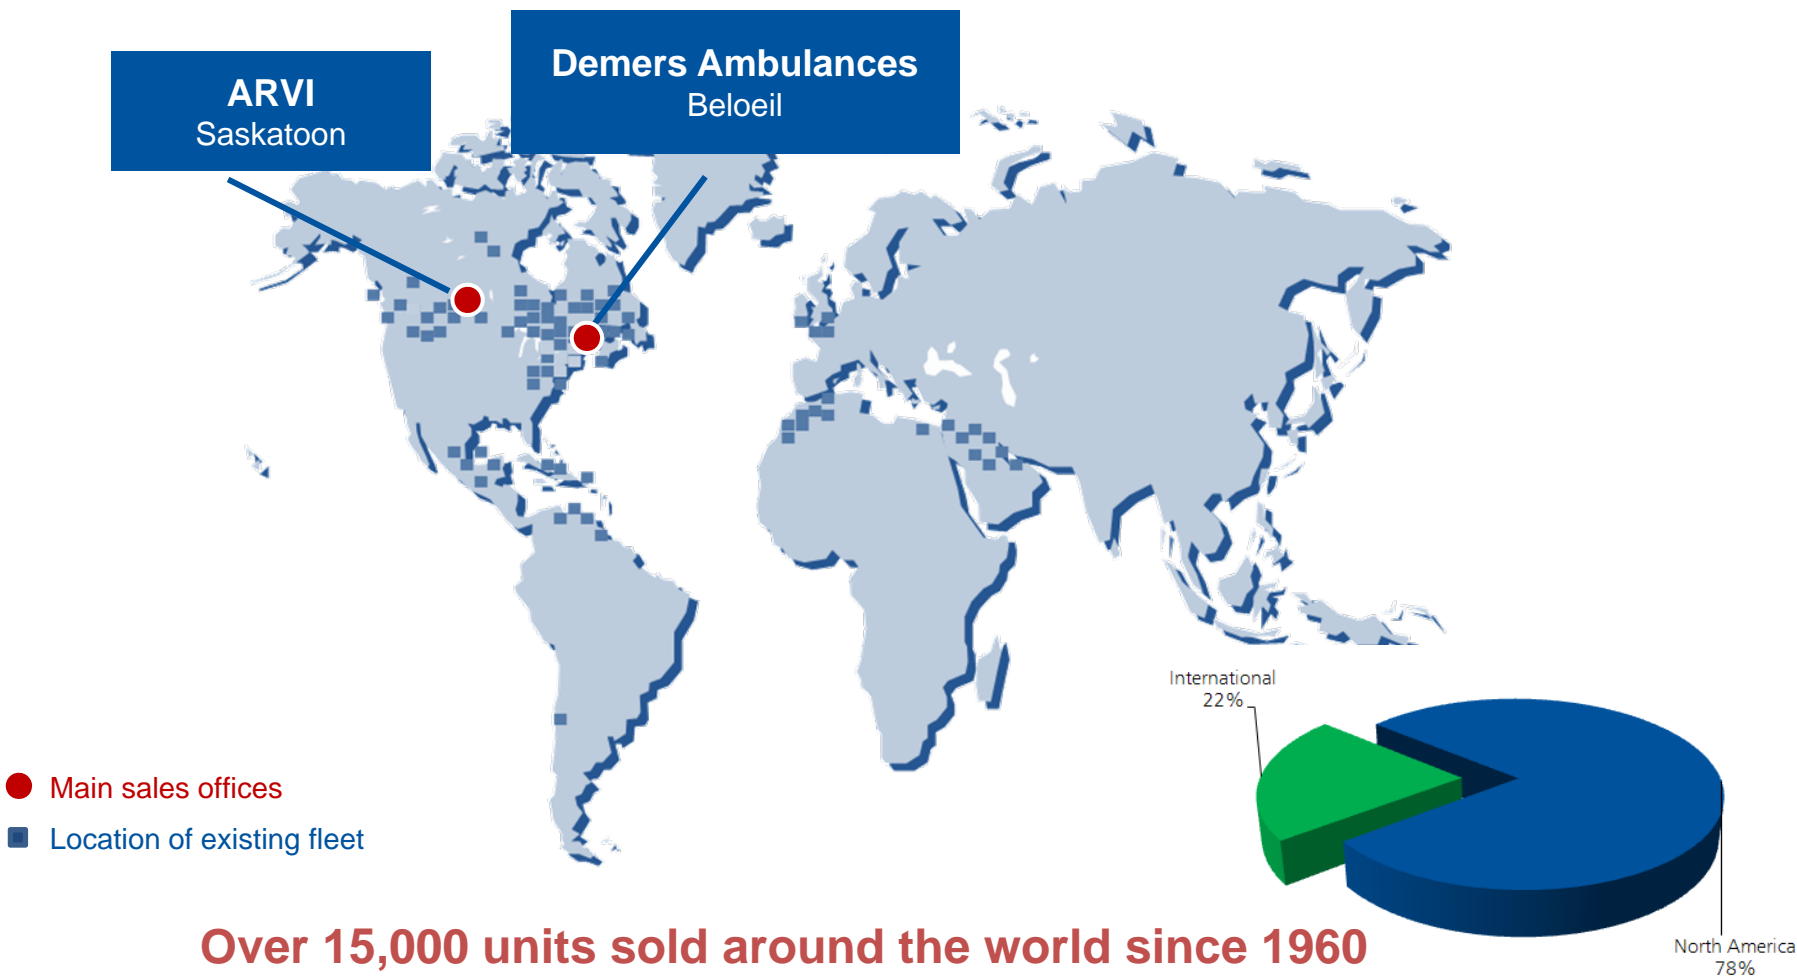 ARVI
Saskatoon
Demers Ambulances
Beloeil
International
22%
Main sales offices
Location of existing fleet
Over 15,000 units sold around the world since 1960
North America
78%